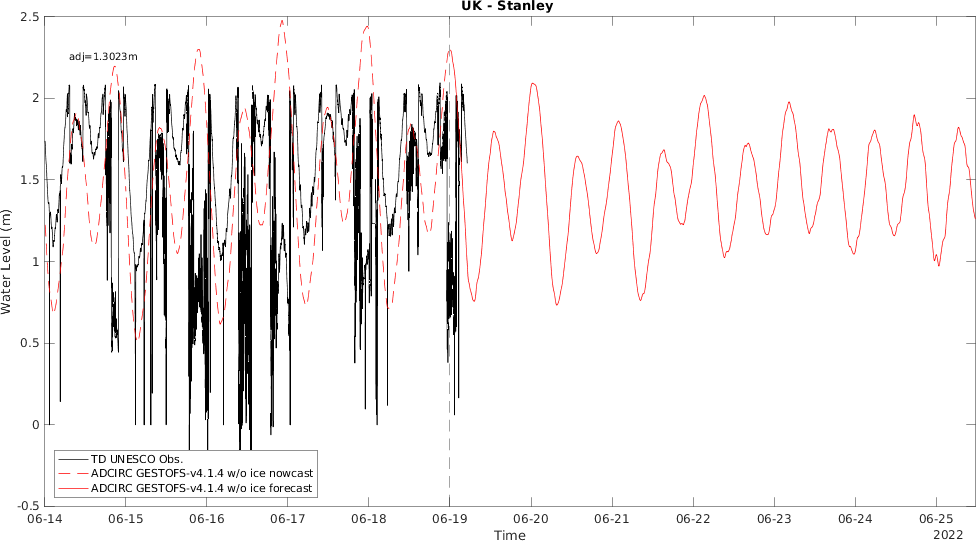 UK - Stanley
adj=1.3023m
Water Level (m)
2.5
2
1.5
1
0.5
0
-0.5
TD UNESCO Obs.
ADCIRC GESTOFS-v4.1.4 w/o ice nowcast
ADCIRC GESTOFS-v4.1.4 w/o ice forecast
06-14 06-15 06-16 06-17 06-18 06-19 06-20 06-21 06-22 06-23 06-24 06-25
Time
2022